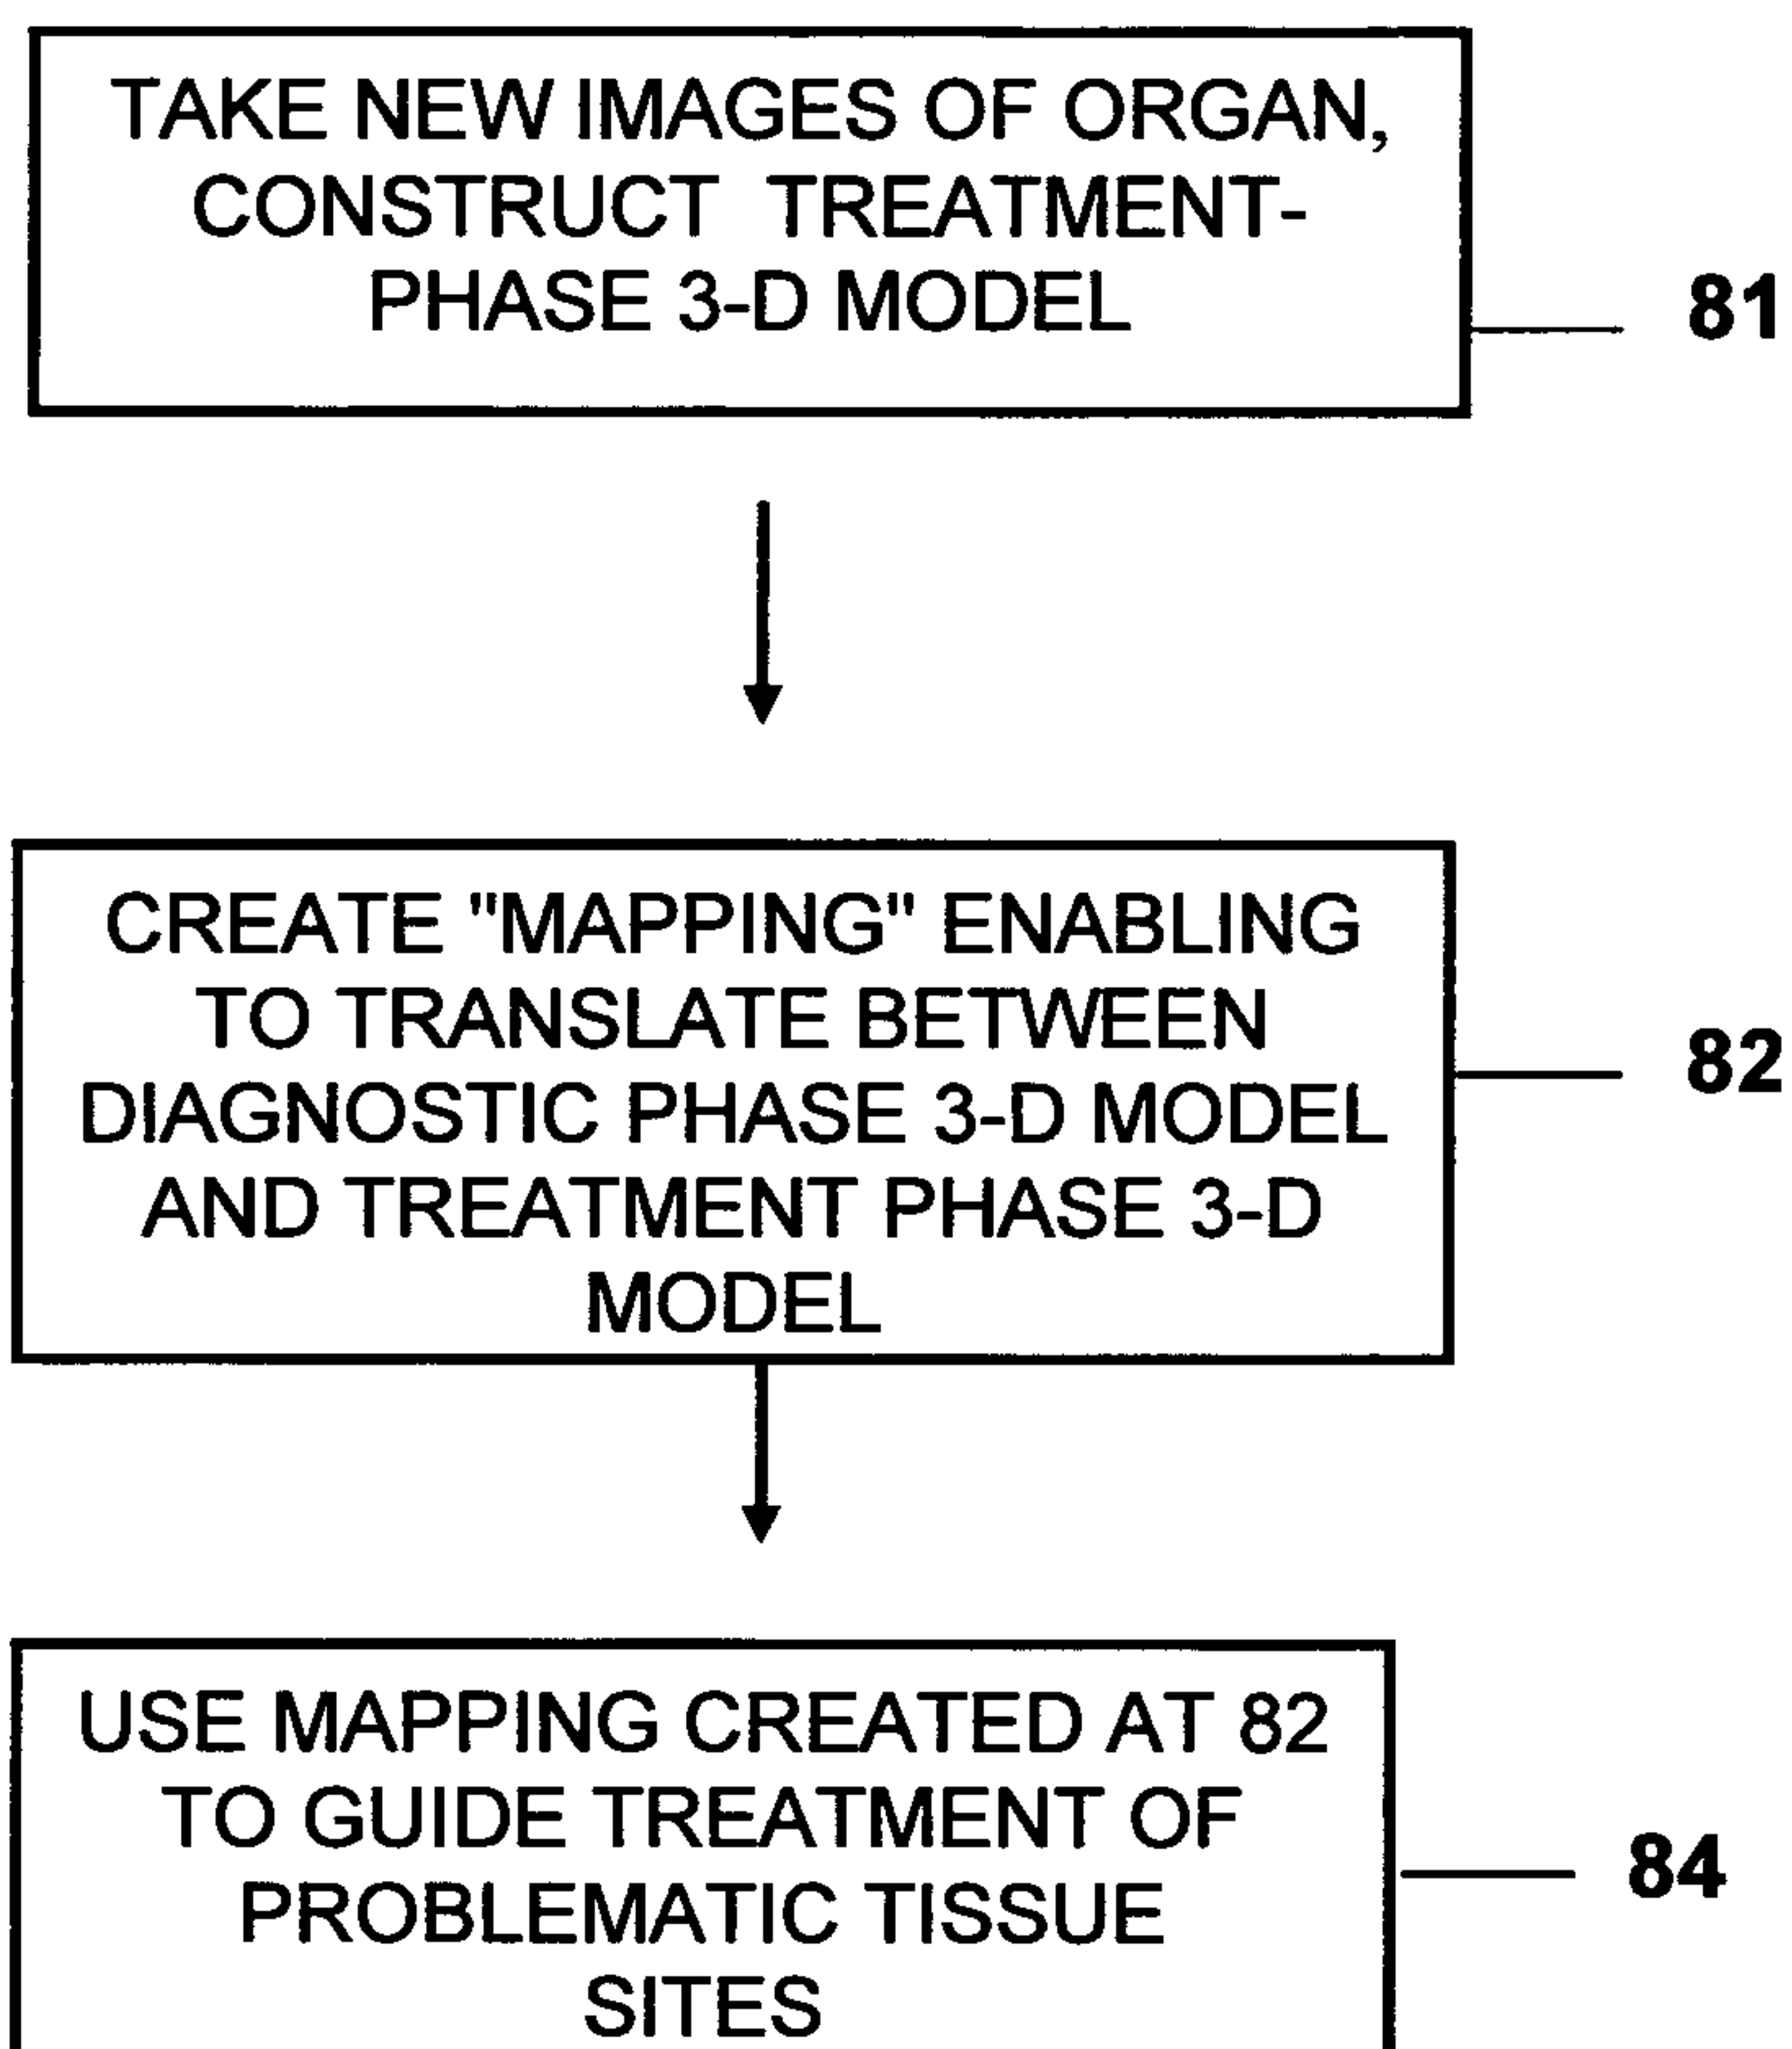 TAKE NEW IMAGES OF ORGAN,
CONSTRUCT TREATMENT-
PHASE 3-D MODEL
81
CREATE "MAPPING" ENABLING
TO TRANSLATE BETWEEN
DIAGNOSTIC PHASE 3-D MODEL
AND TREATMENT PHASE 3-D
MODEL
82
USE MAPPING CREATED AT 82
TO GUIDE TREATMENT OF
PROBLEMATIC TISSUE
SITES
84